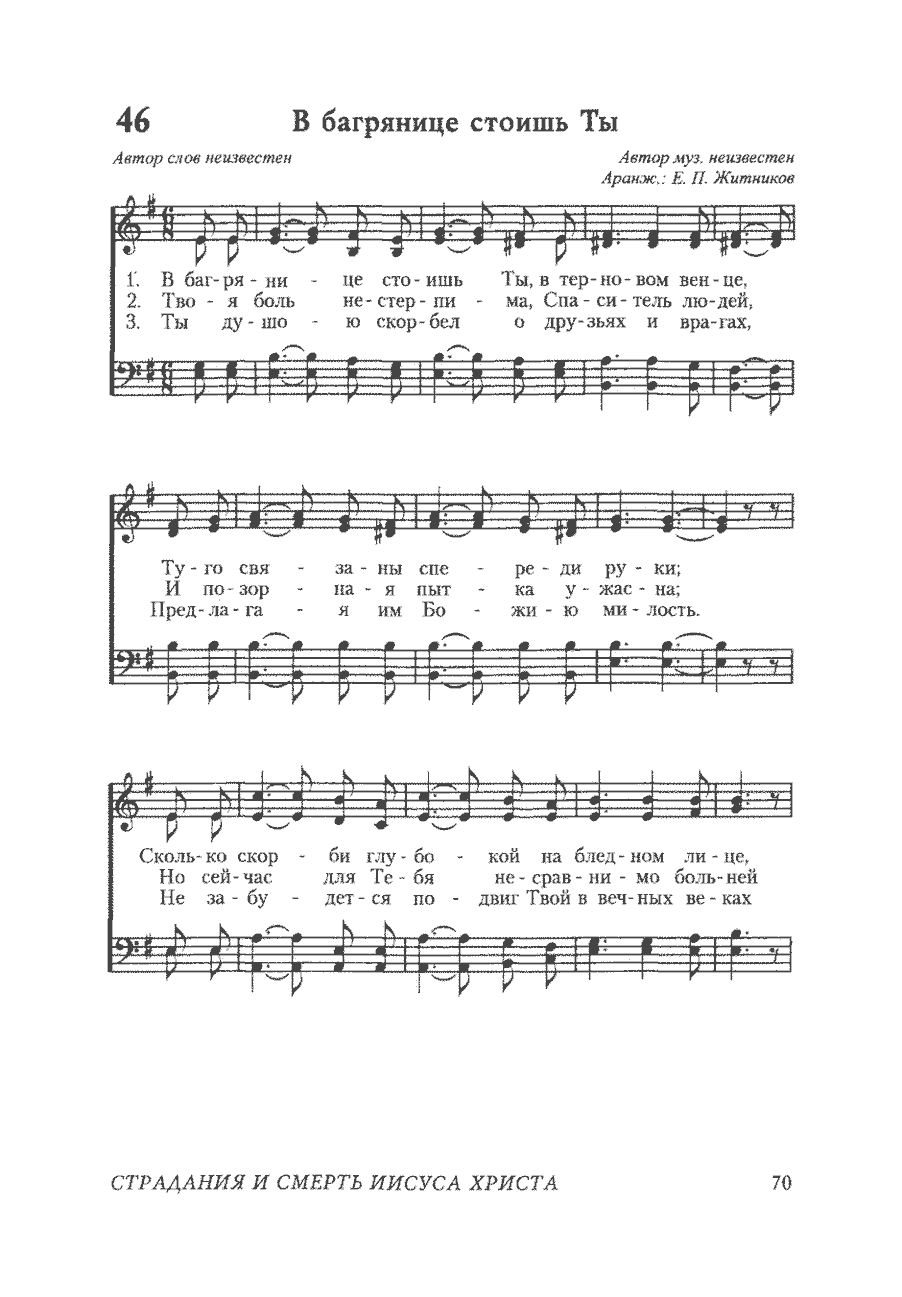 46 В багрянице стоишь Ты
Автор слов неизвестен Автор муз. неизвестен
Аранж.: Е. П. Житников
1. В баг-ря-ни - це сто-ишь Ты, в тер-но-вом вен-це,
2. Тво - я боль не-стер-пи - ма, Спа-си-тель лю-дей,
3. Ты ду-шо - ю скор-бел о дру-зьях и вра-гах,
Ту-го свя - за-ны спе - ре-ди ру-ки;
И по-зор - на-я пыт - ка у-жас-на;
Пред-ла-га - я им Бо - жи-ю ми-лость.
Сколь-ко скор - би глу-бо - кой на блед-ном ли-це,
Но сей-час для Те-бя не-срав-ни-мо боль-ней
Не за-бу - дет-ся по - двиг Твой в веч-ных ве-ках
СТРАДАНИЯ И СМЕРТЬ ИИСУСА ХРИСТА 70